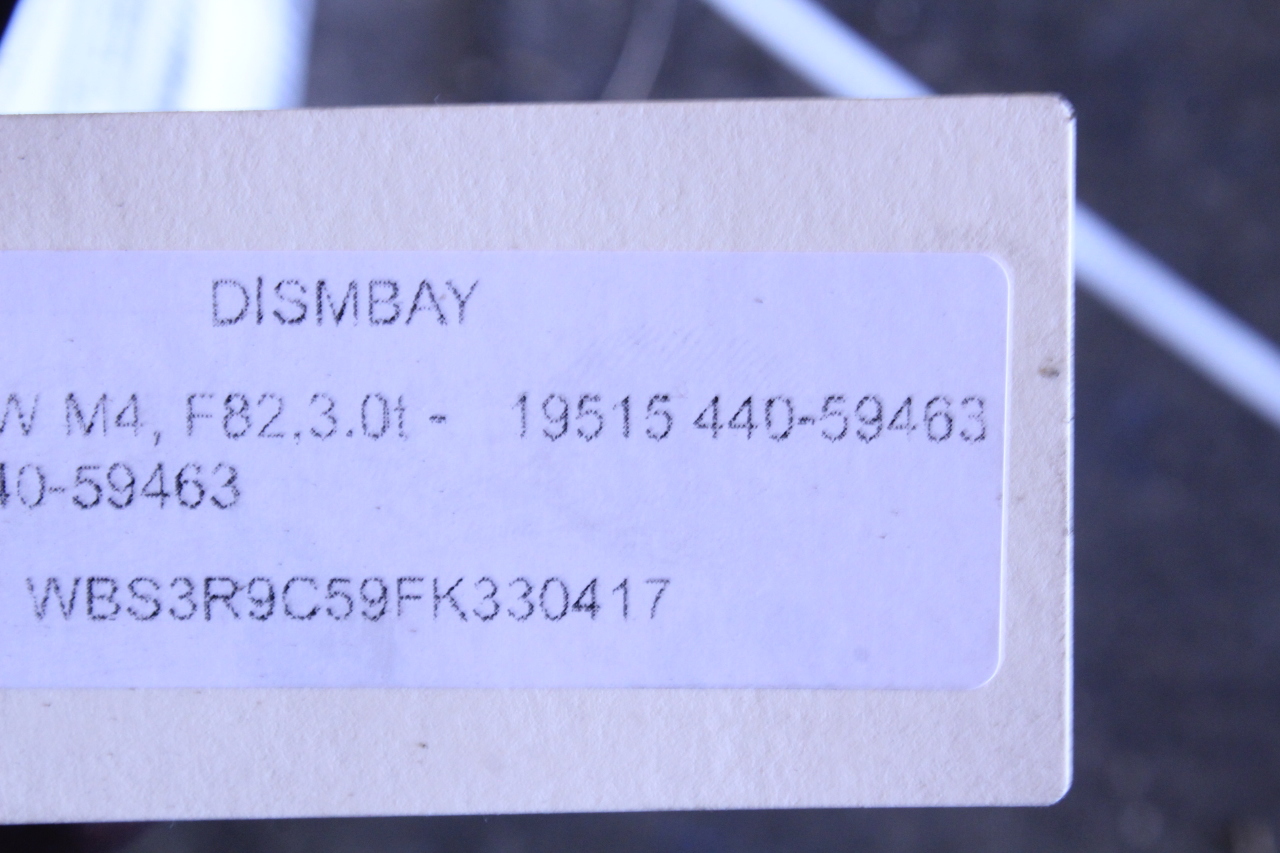 DISMBAY
W M4, F82,3.0t - 19515 440-59463
40-59463
WBS3R9C59FK330417